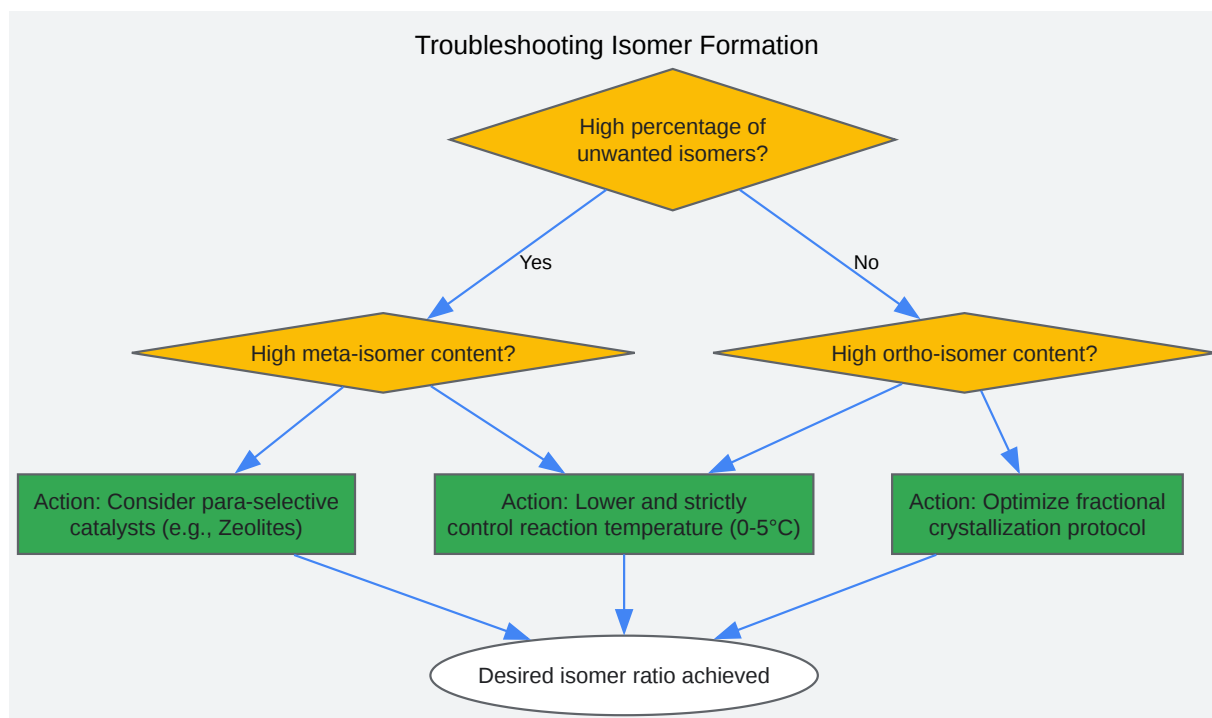 Troubleshooting Isomer Formation
High percentage of
unwanted isomers?
Yes
No
High meta-isomer content?
High ortho-isomer content?
Action: Consider para-selective
catalysts (e.g., Zeolites)
Action: Lower and strictly
control reaction temperature (0-5°C)
Action: Optimize fractional
crystallization protocol
Desired isomer ratio achieved